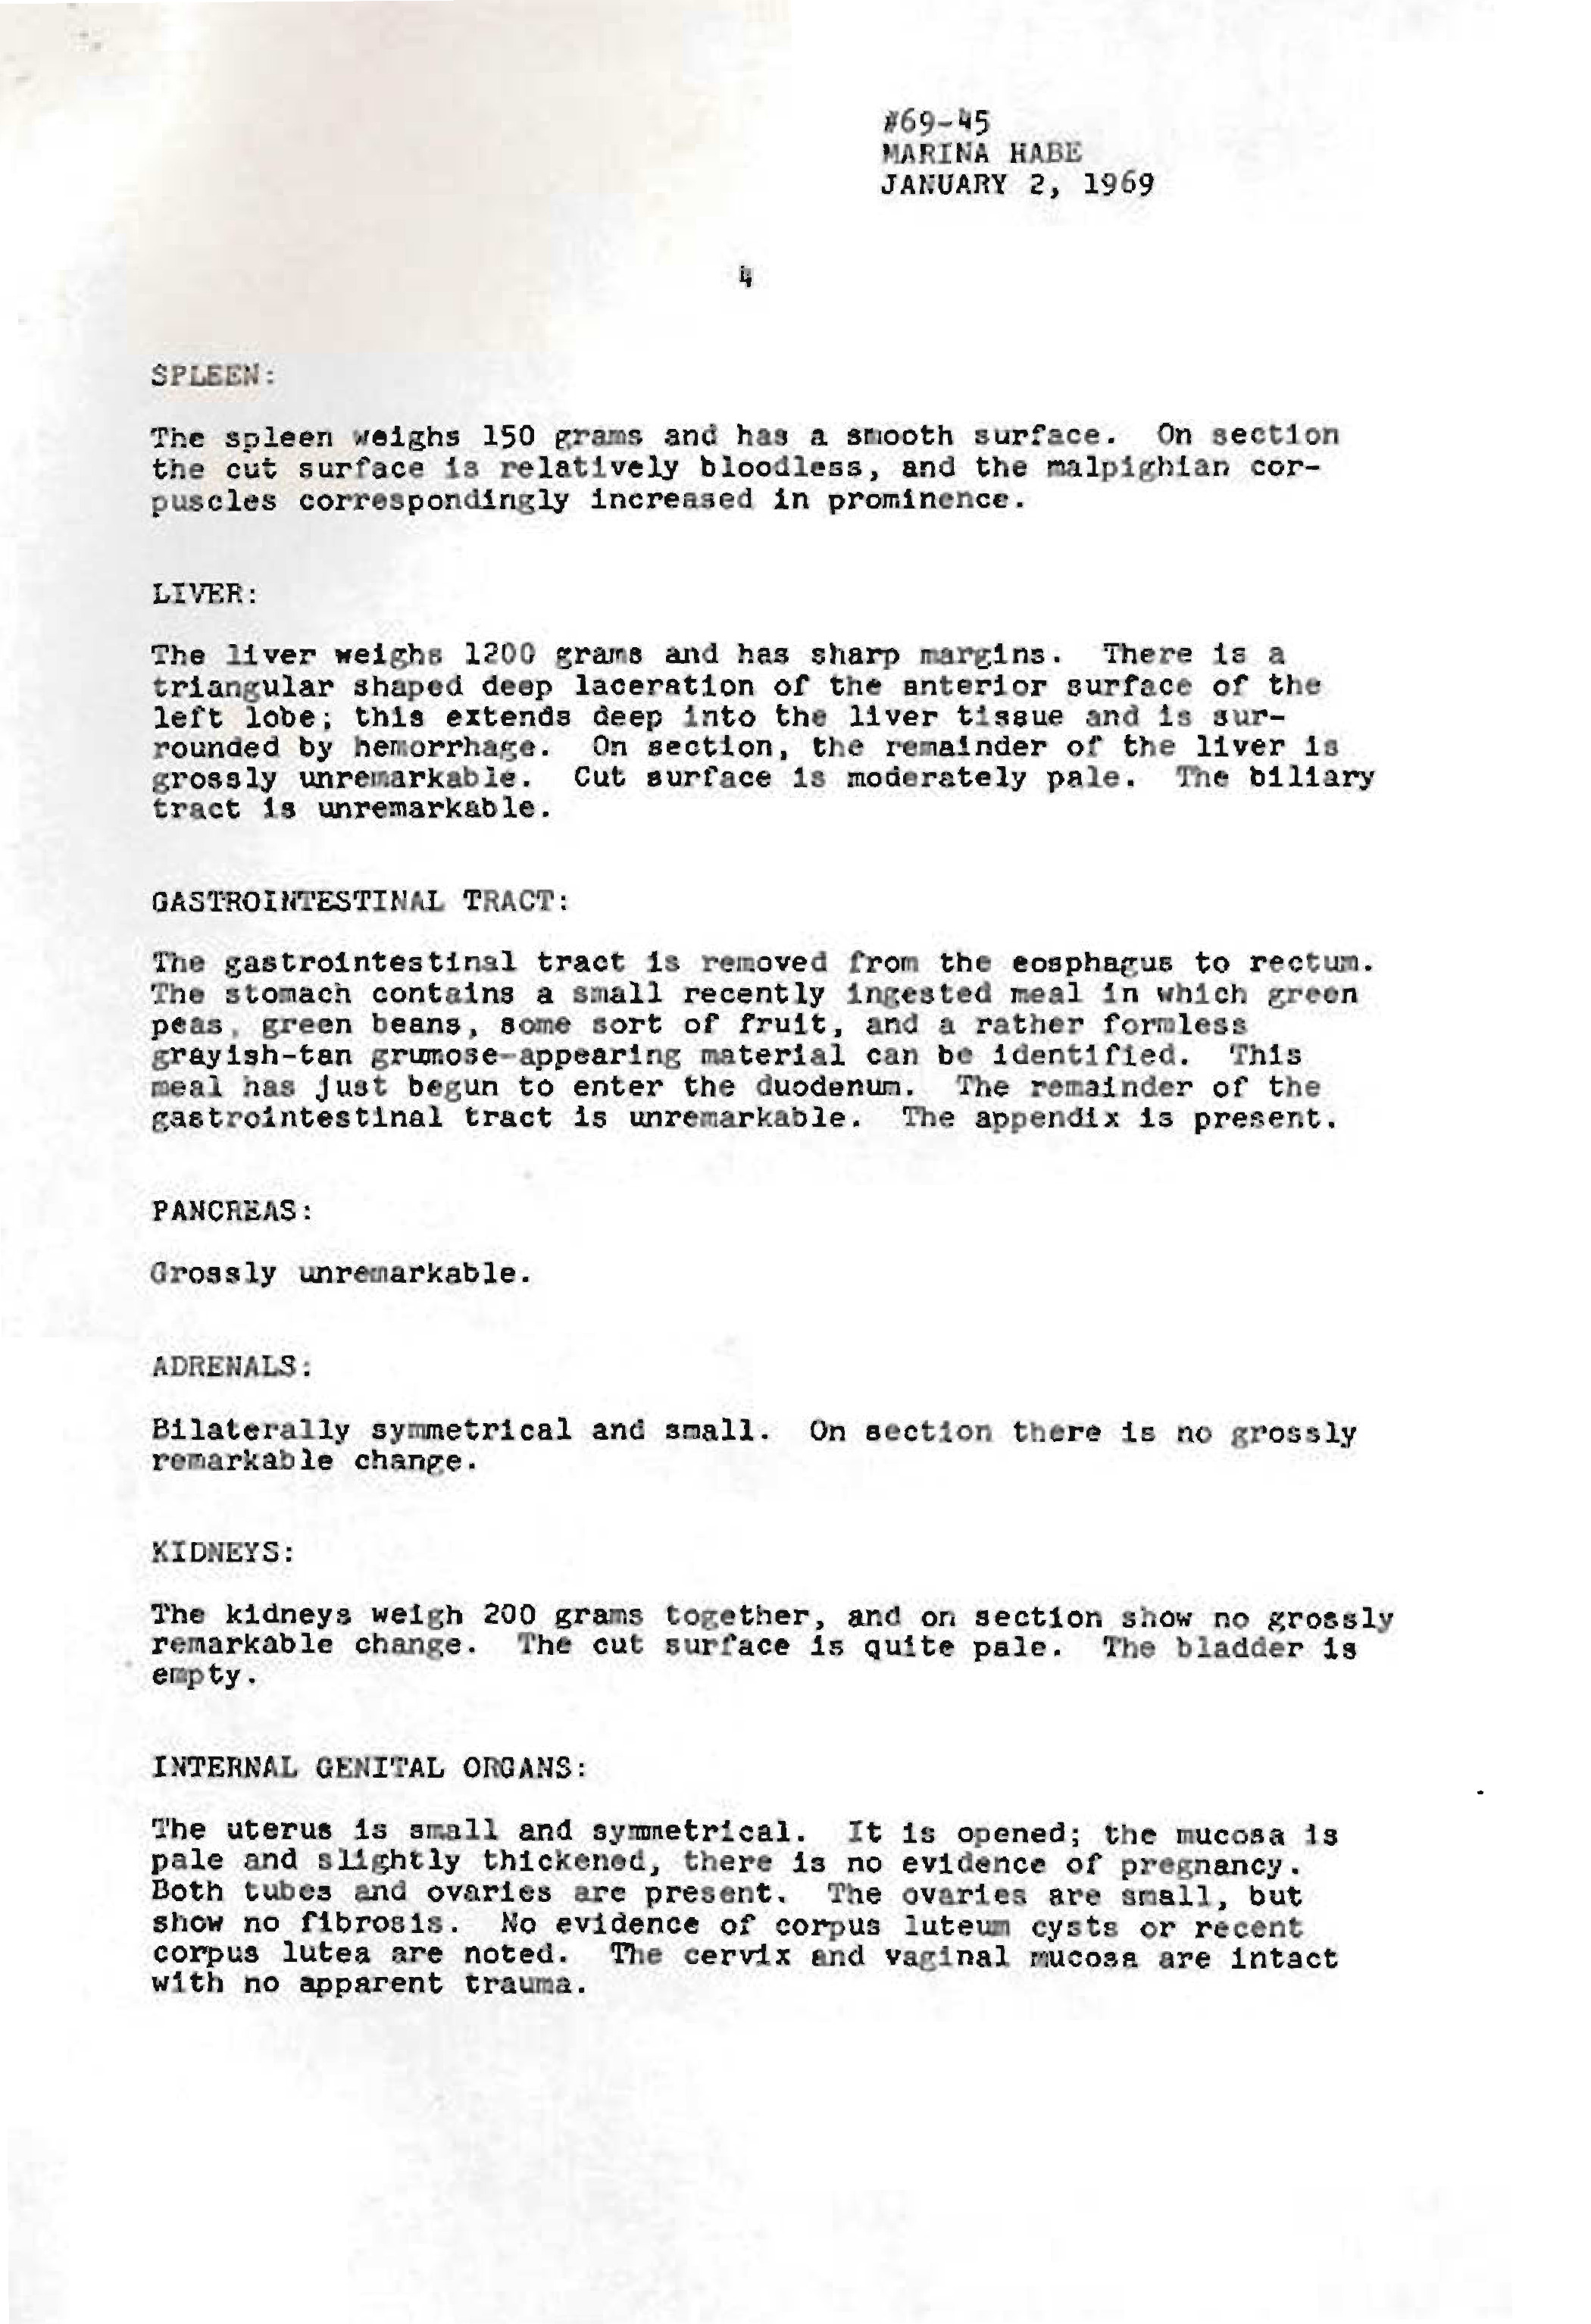 #69-45
MARINA HABE
JANUARY 2, 1969
4
SPLEEN:
The spleen weighs 150 grams and has a smooth surface. On section
the cut surface is relatively bloodless, and the malpighian cor-
puscles correspondingly increased in prominence.
LIVER:
The liver weighs 1200 grams and has sharp margins. There is a
triangular shaped deep laceration of the anterior surface of the
left lobe; this extends deep into the liver tissue and is sur-
rounded by hemorrhage. On section, the remainder of the liver is
grossly unremarkable. Cut surface is moderately pale. The biliary
tract is unremarkable.
GASTROINTESTINAL TRACT:
The gastrointestinal tract is removed from the eosphagus to rectum.
The stomach contains a small recently ingested meal in which green
peas, green beans, some sort of fruit, and a rather formless
grayish-tan grumose-appearing material can be identified. This
meal has just begun to enter the duodenum. The remainder of the
gastrointestinal tract is unremarkable. The appendix is present.
PANCREAS:
Grossly unremarkable.
ADRENALS:
Bilaterally symmetrical and small. On section there is no grossly
remarkable change.
KIDNEYS:
The kidneys weigh 200 grams together, and on section show no grossly
remarkable change. The cut surface is quite pale. The bladder is
empty.
INTERNAL GENITAL ORGANS:
The uterus is small and symmetrical. It is opened; the mucosa is
pale and slightly thickened, there is no evidence of pregnancy.
Both tubes and ovaries are present. The ovaries are small, but
show no fibrosis. No evidence of corpus luteum cysts or recent
corpus lutea are noted. The cervix and vaginal mucosa are intact
with no apparent trauma.